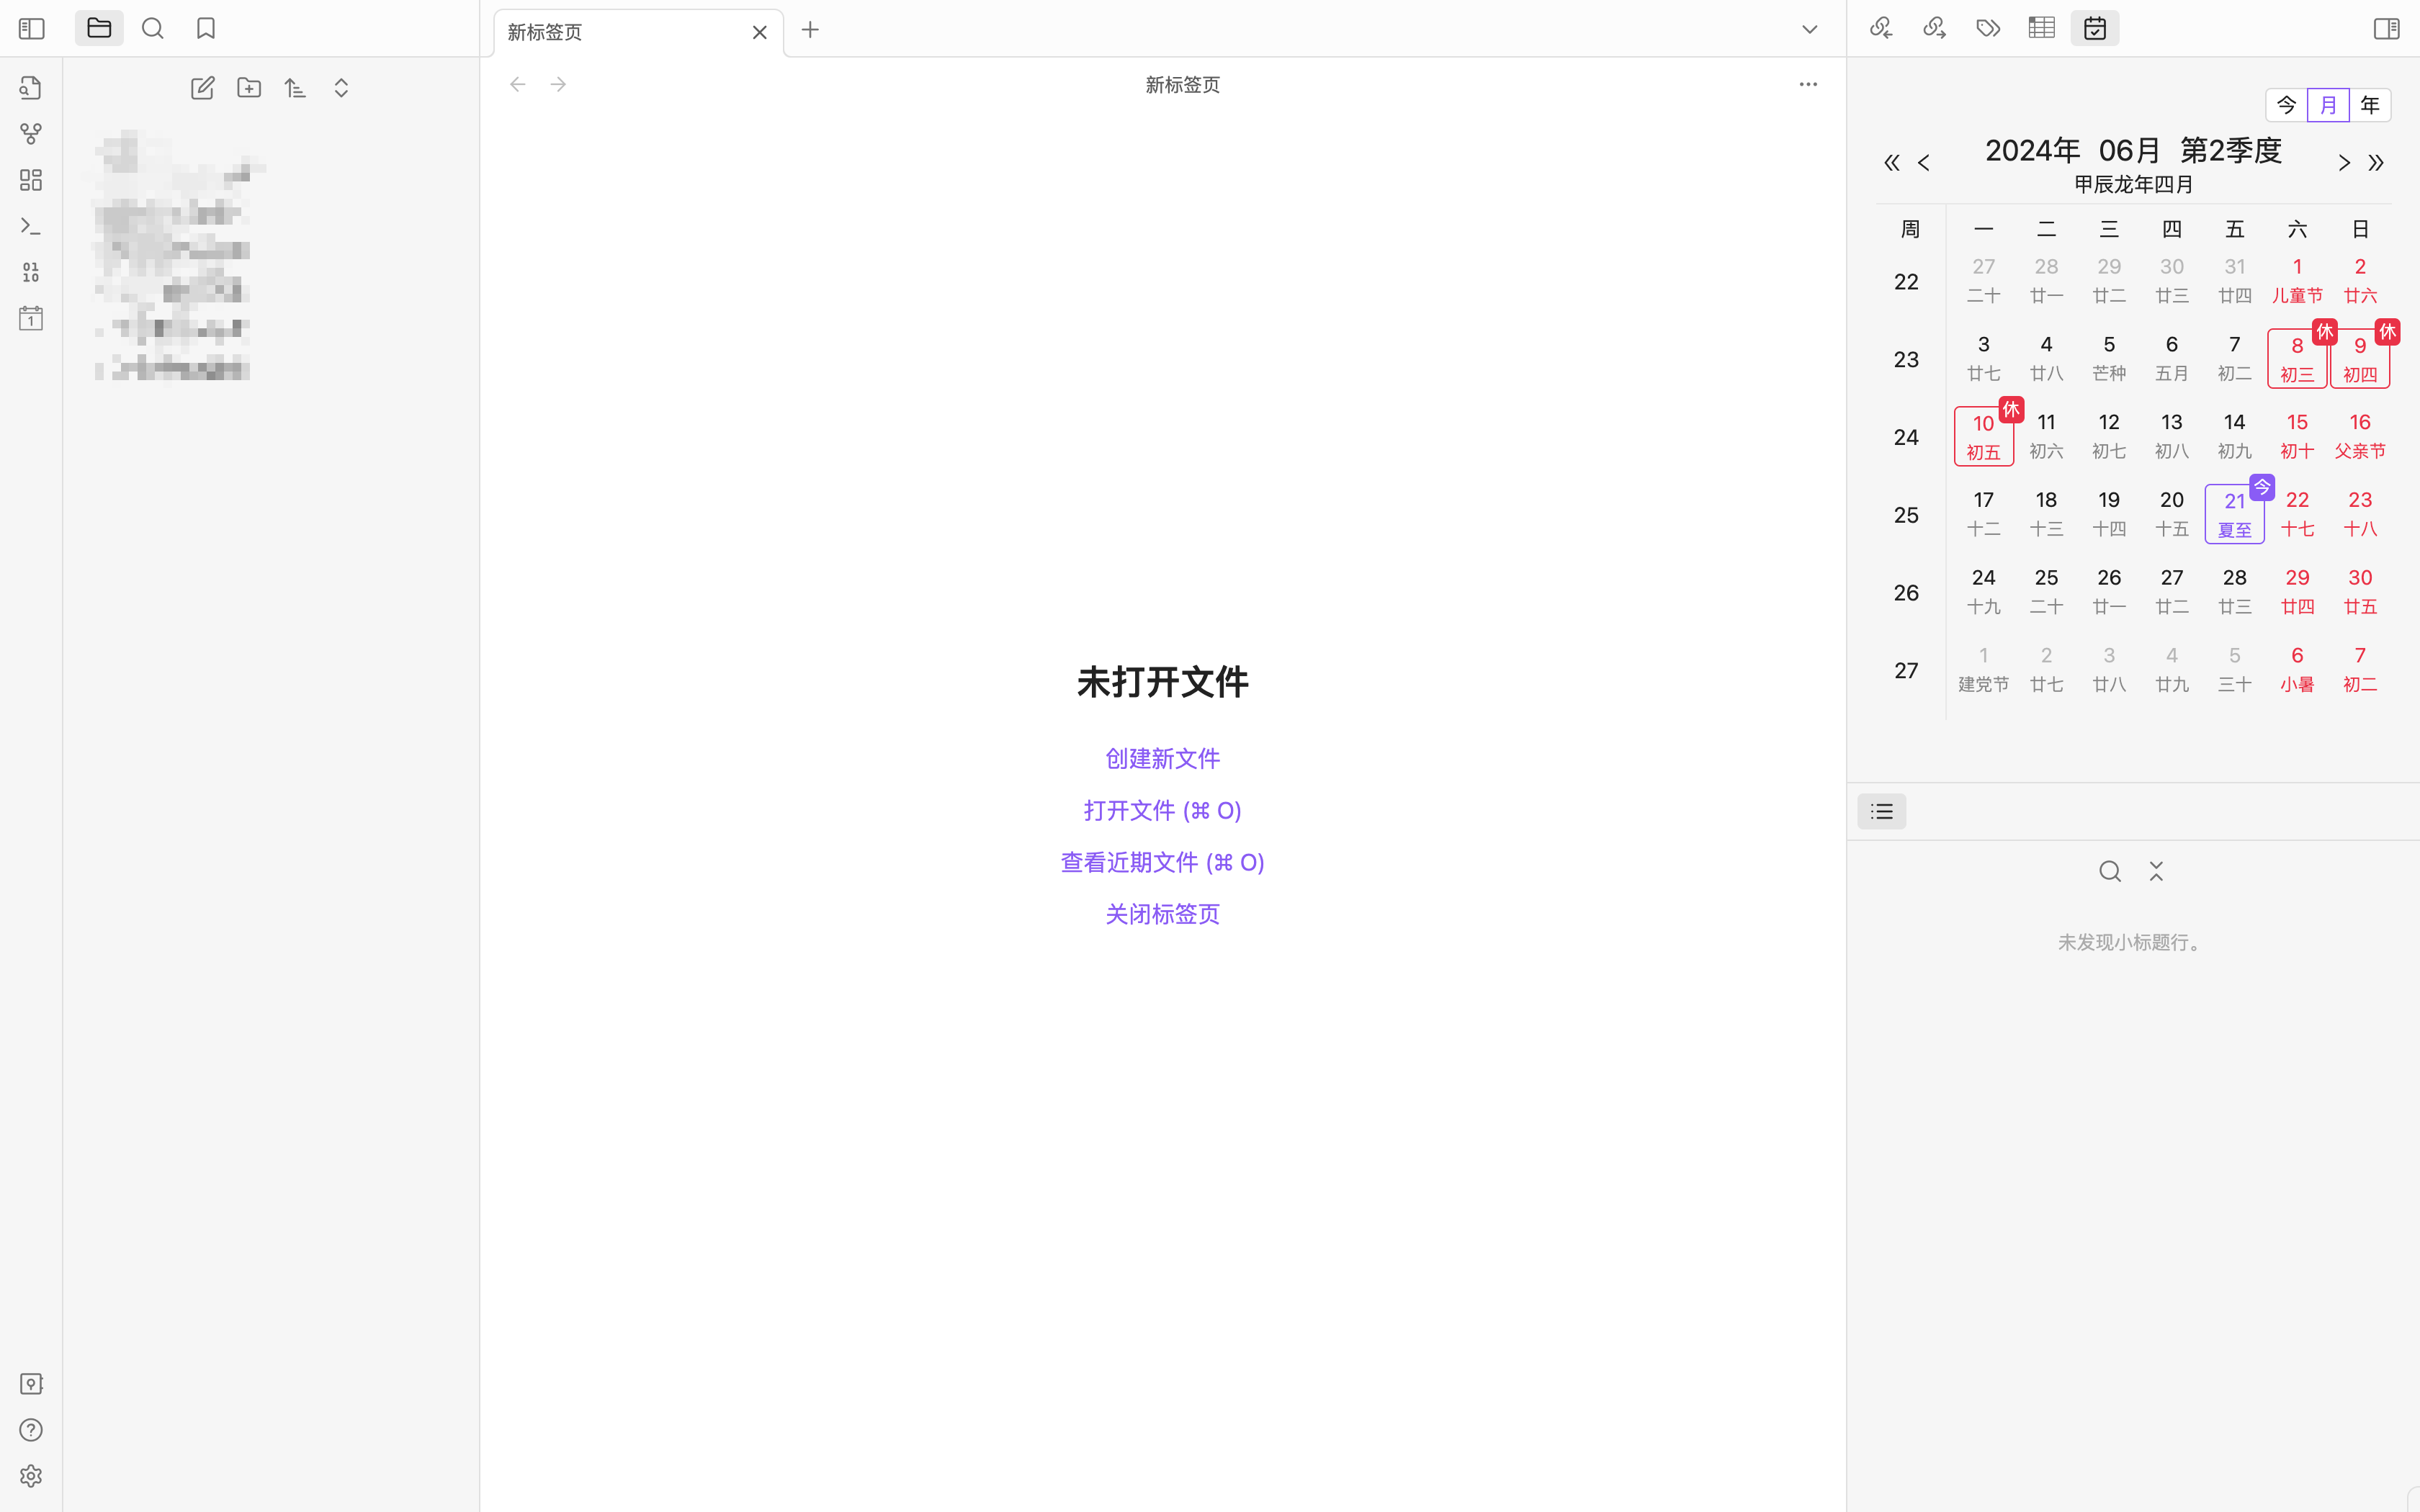 新标签页
新标签页
01
10
1
未打开文件
创建新文件
打开文件 (⌘ O)
查看近期文件 (⌘ O)
关闭标签页
今 月 年
2024年 06月 第2季度
甲辰龙年四月
周 一 二 三 四 五 六 日
22 27 28 29 30 31 1 2
二十 廿一 廿二 廿三 廿四 儿童节 廿六
休 休
23 3 4 5 6 7 8 9
廿七 廿八 芒种 五月 初二 初三 初四
休
24 10 11 12 13 14 15 16
初五 初六 初七 初八 初九 初十 父亲节
今
25 17 18 19 20 21 22 23
十二 十三 十四 十五 夏至 十七 十八
26 24 25 26 27 28 29 30
十九 二十 廿一 廿二 廿三 廿四 廿五
27 1 2 3 4 5 6 7
建党节 廿七 廿八 廿九 三十 小暑 初二
未发现小标题行。